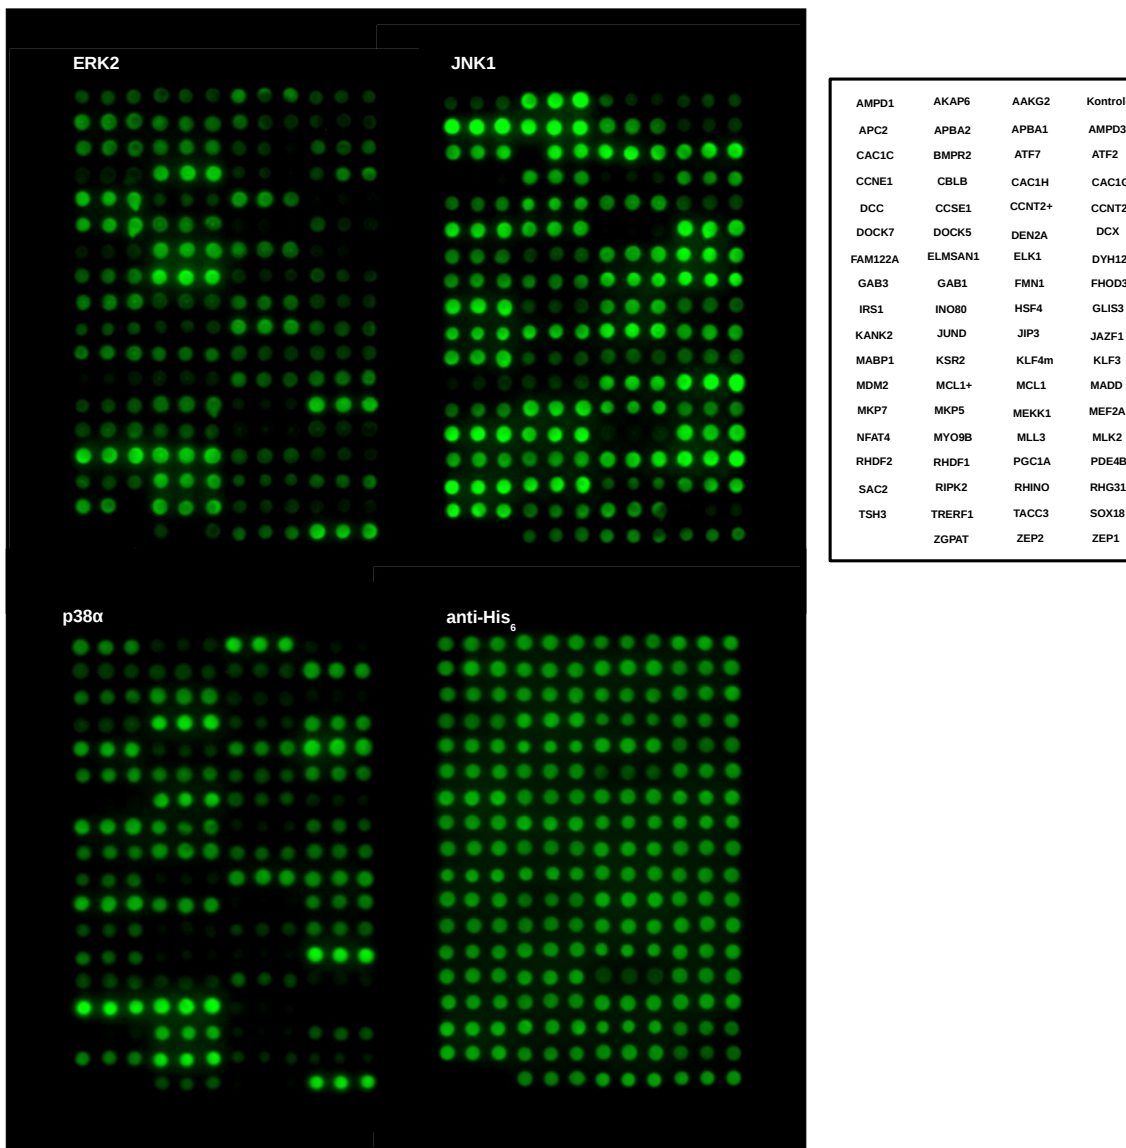 ERK2
JNK1
p38α
anti-His6
AMPD1 AKAP6 AAKG2 Kontroll
APC2 APBA2 APBA1 AMPD3
CAC1C BMPR2 ATF7 ATF2
CCNE1 CBLB CAC1H CAC1G
DCC CCSE1 CCNT2+ CCNT2
DOCK7 DOCK5 DEN2A DCX
FAM122A ELMSAN1 ELK1 DYH12
GAB3 GAB1 FMN1 FHOD3
IRS1 INO80 HSF4 GLIS3
KANK2 JUND JIP3 JAZF1
MABP1 KSR2 KLF4m KLF3
MDM2 MCL1+ MCL1 MADD
MKP7 MKP5 MEKK1 MEF2A
NFAT4 MYO9B MLL3 MLK2
RHDF2 RHDF1 PGC1A PDE4B
SAC2 RIPK2 RHINO RHG31
TSH3 TRERF1 TACC3 SOX18
ZGPAT ZEP2 ZEP1